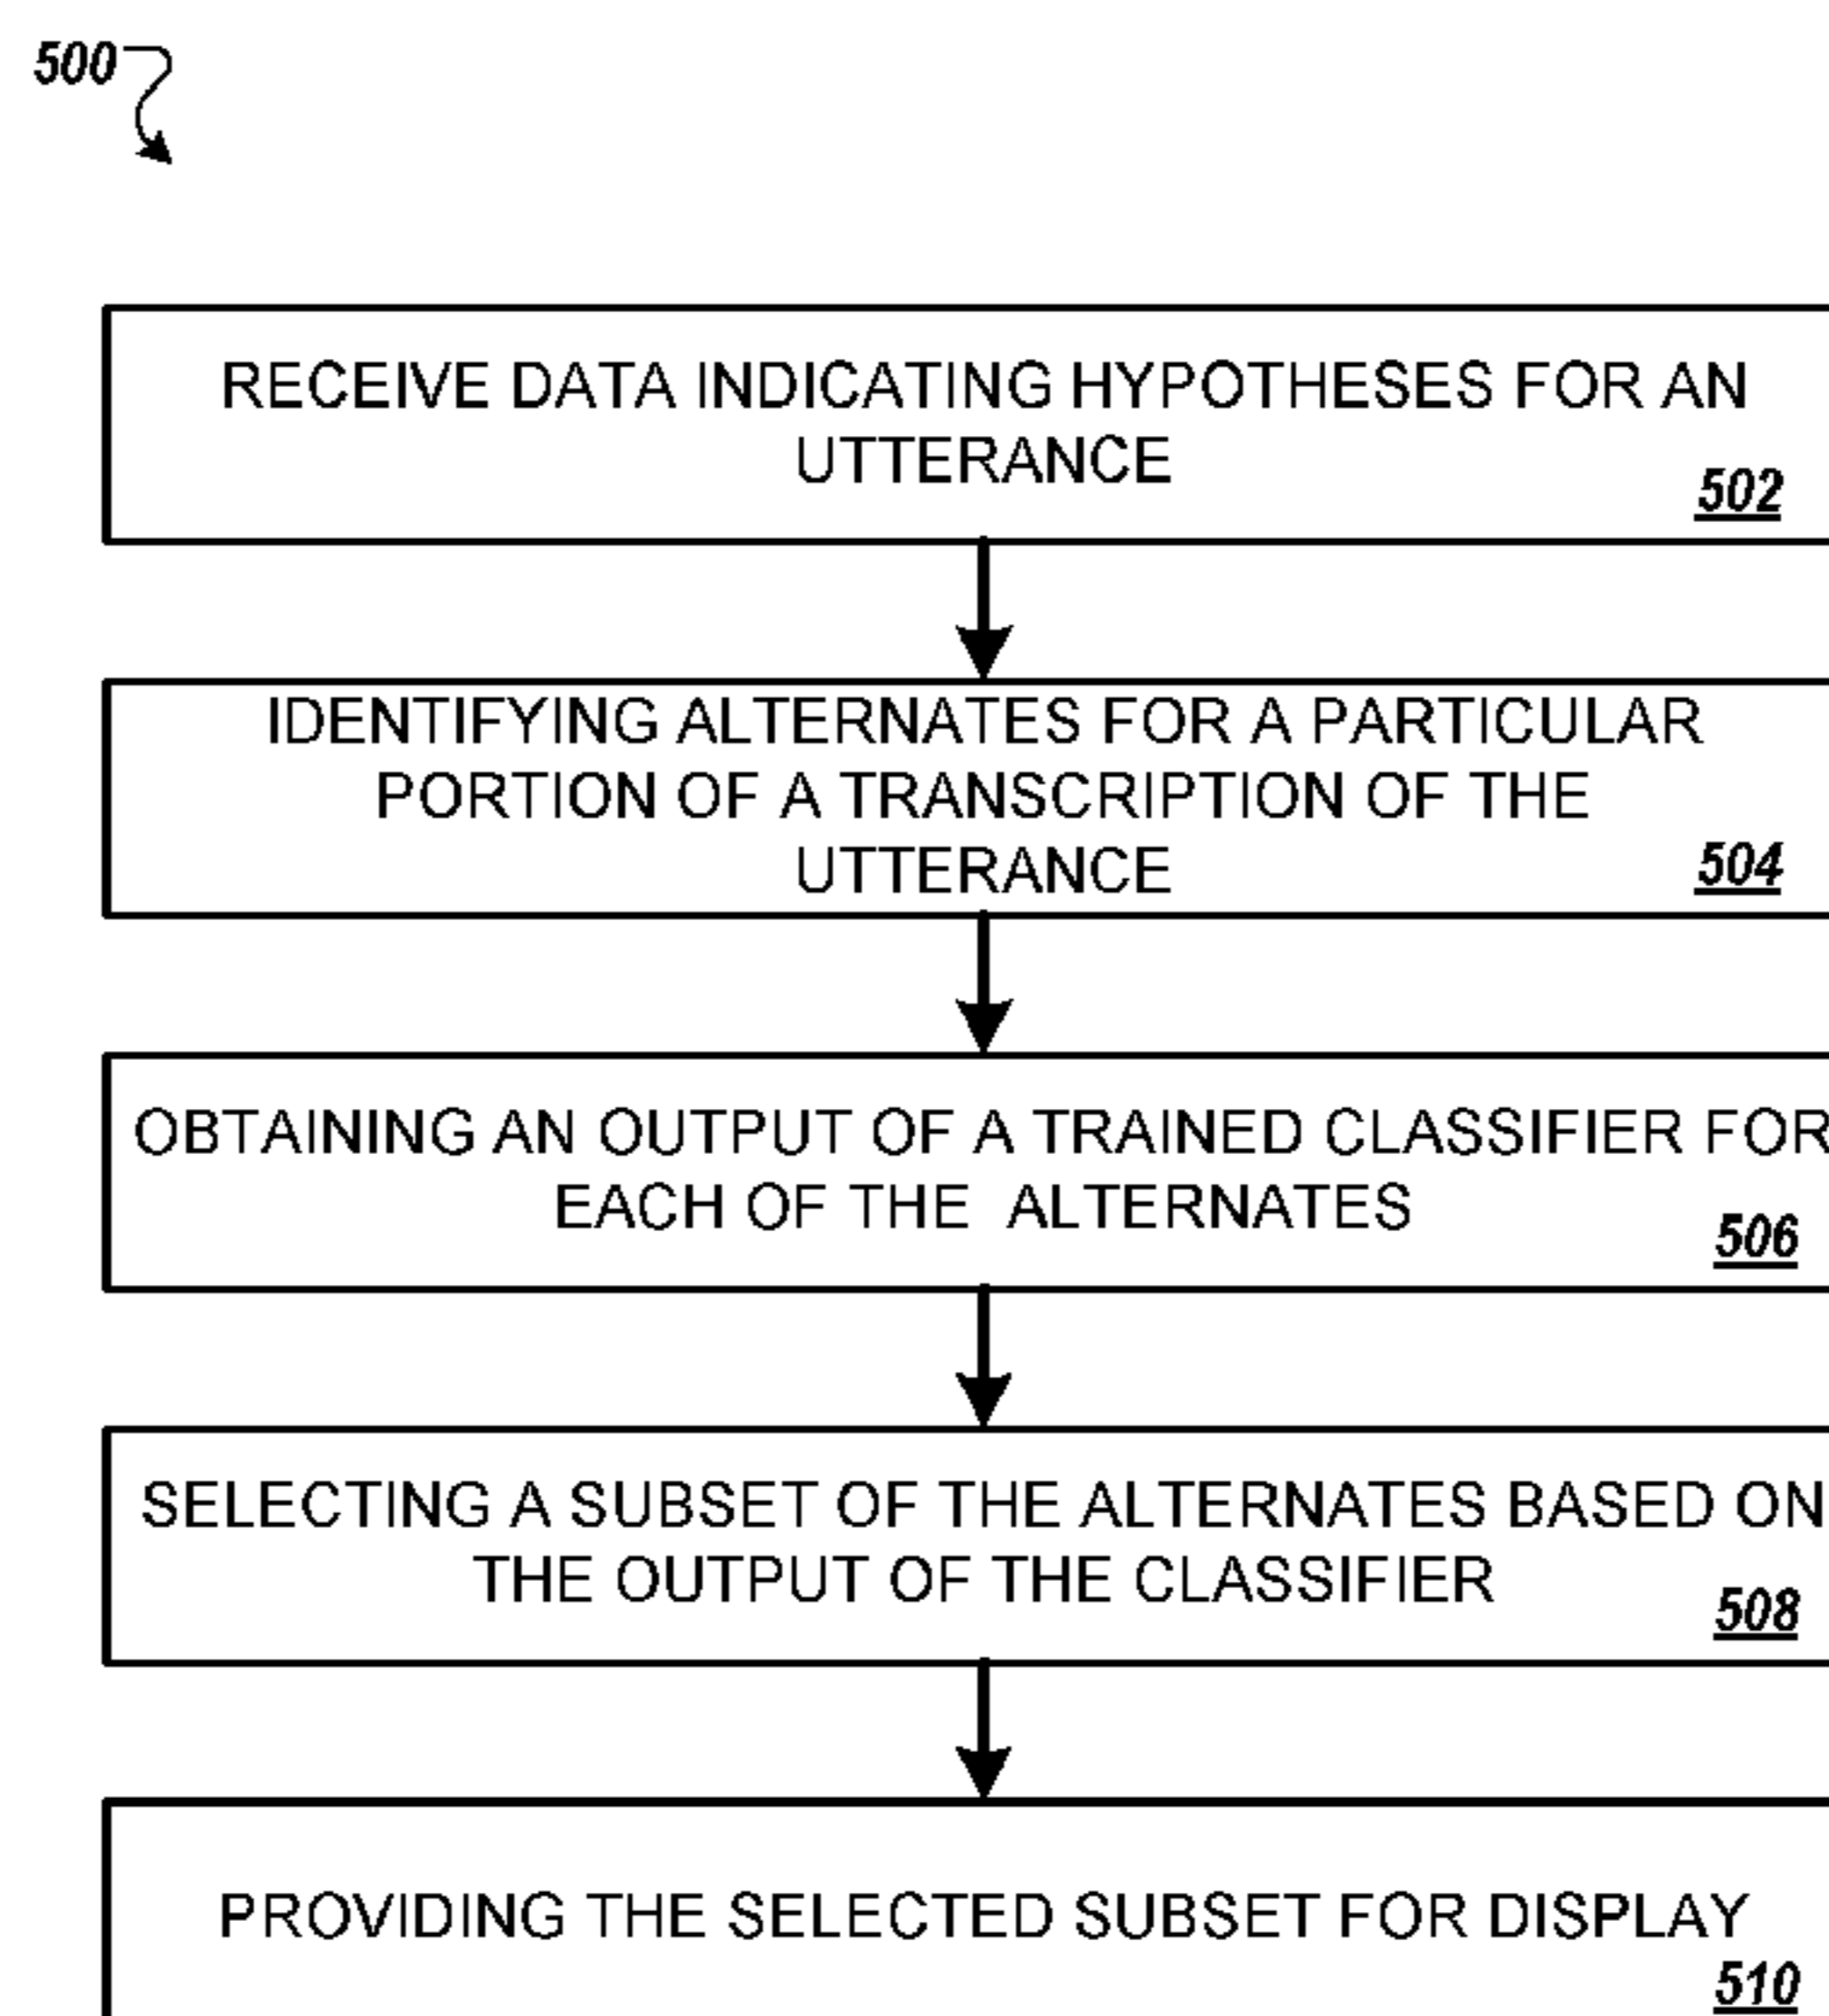 500
RECEIVE DATA INDICATING HYPOTHESES FOR AN
UTTERANCE
502
IDENTIFYING ALTERNATES FOR A PARTICULAR
PORTION OF A TRANSCRIPTION OF THE
UTTERANCE
504
OBTAINING AN OUTPUT OF A TRAINED CLASSIFIER FOR
EACH OF THE ALTERNATES
506
SELECTING A SUBSET OF THE ALTERNATES BASED ON
THE OUTPUT OF THE CLASSIFIER
508
PROVIDING THE SELECTED SUBSET FOR DISPLAY
510